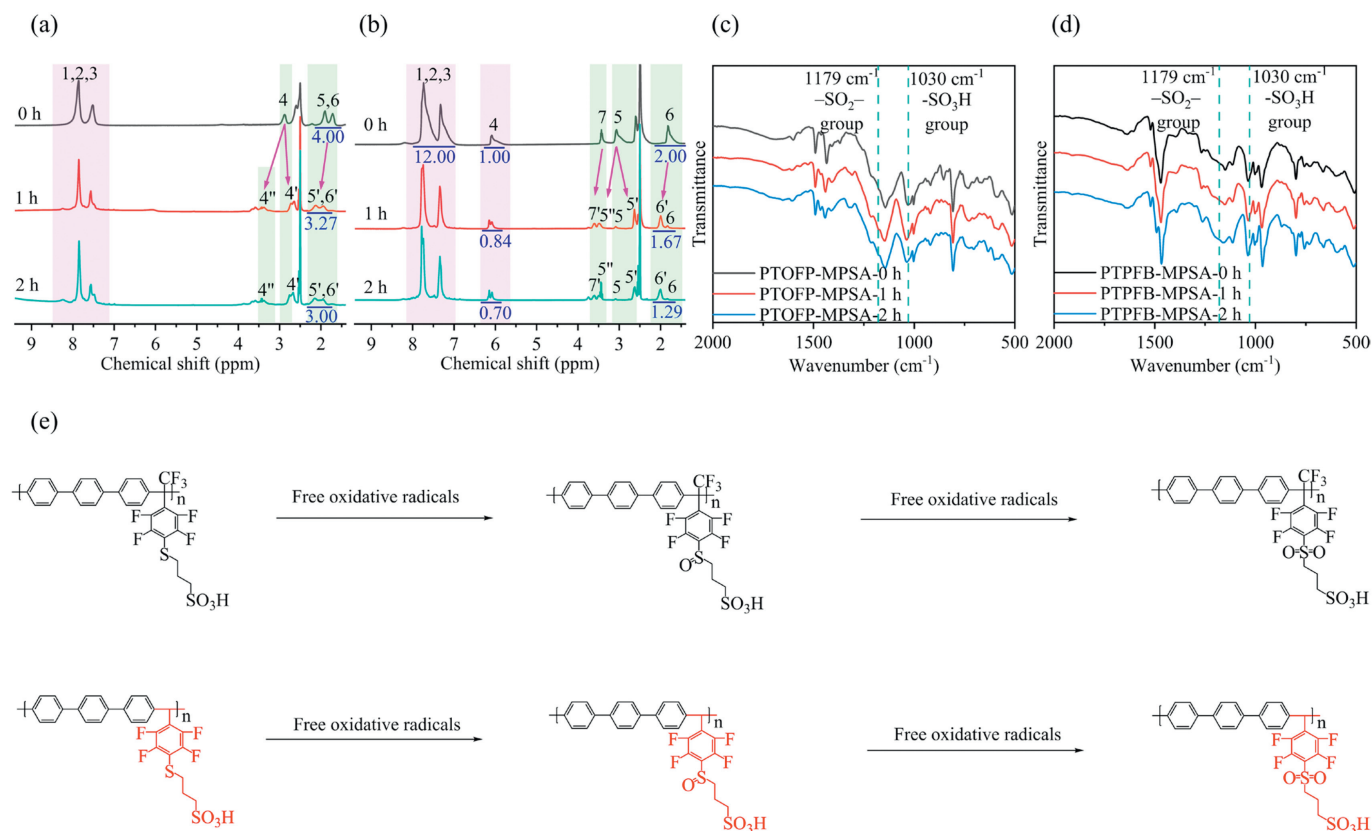 (a)
1,2,3
4
5,6
0 h
4.00
1 h
4''
4'
5',6'
3.27
2 h
4''
4'
5',6'
3.00
9 8 7 6 5 4 3 2
Chemical shift (ppm)
(b)
1,2,3
4
7
5
6
0 h
12.00
1.00
2.00
1 h
7'
5''
5
5'
6'
6
0.84
1.67
2 h
7'
5''
5
5'
6'
6
0.70
1.29
9 8 7 6 5 4 3 2
Chemical shift (ppm)
(c)
1179 cm⁻¹
–SO₂–
group
1030 cm⁻¹
-SO₃H
group
Transmittance
PTOFP-MPSA-0 h
PTOFP-MPSA-1 h
PTOFP-MPSA-2 h
2000 1500 1000 500
Wavenumber (cm⁻¹)
(d)
1179 cm⁻¹
–SO₂–
group
1030 cm⁻¹
-SO₃H
group
Transmittance
PTPFB-MPSA-0 h
PTPFB-MPSA-1 h
PTPFB-MPSA-2 h
2000 1500 1000 500
Wavenumber (cm⁻¹)
(e)
CF₃
n
F F
F F
S
SO₃H
Free oxidative radicals
CF₃
n
F F
F F
O=S
SO₃H
Free oxidative radicals
CF₃
n
F F
F F
O=S=O
SO₃H
n
F F
F F
S
SO₃H
Free oxidative radicals
n
F F
F F
O=S
SO₃H
Free oxidative radicals
n
F F
F F
O=S=O
SO₃H